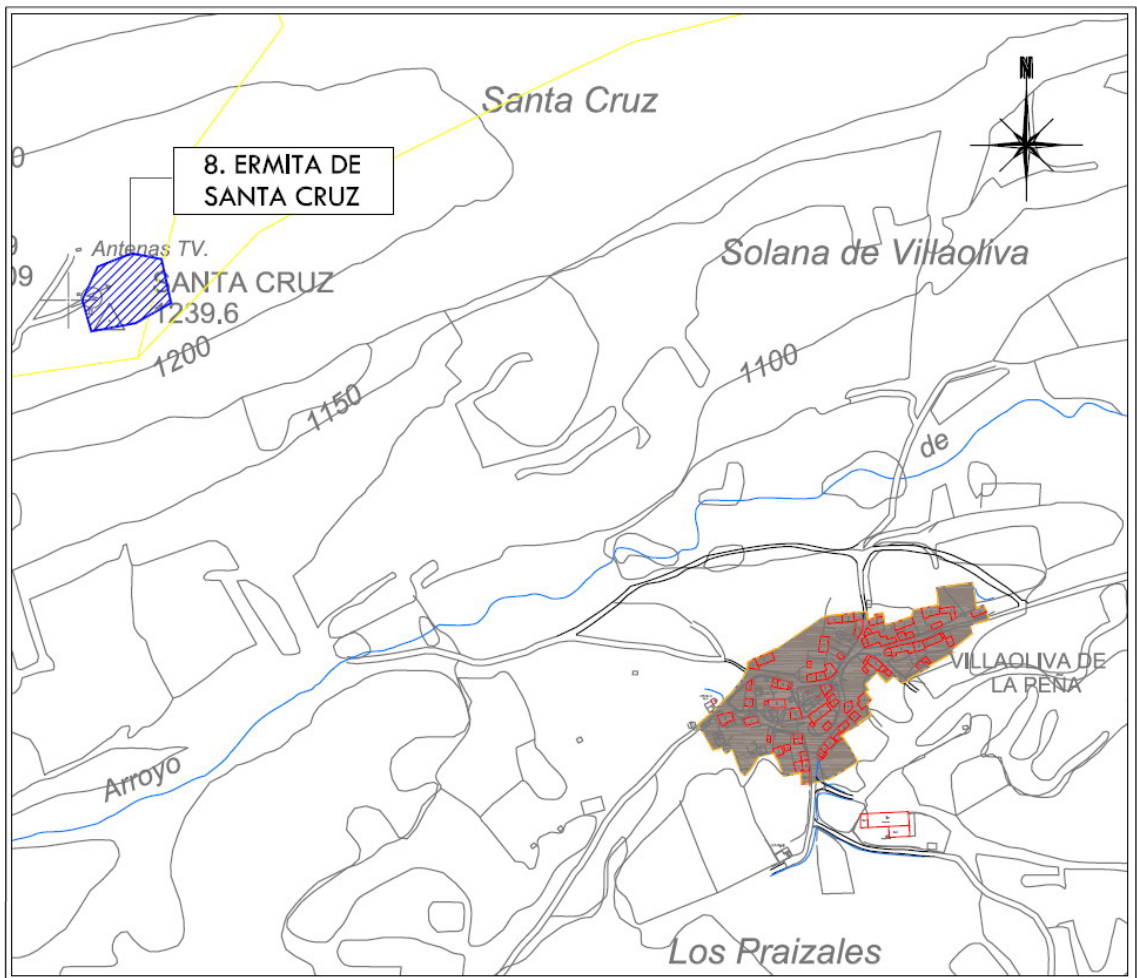 N
Santa Cruz
8. ERMITA DE
SANTA CRUZ
Solana de Villaoliva
Antenas TV.
SANTA CRUZ
1239.6
1200
1150
1100
de
VILLAOLIVA DE
LA PEÑA
Arroyo
Los Praizales